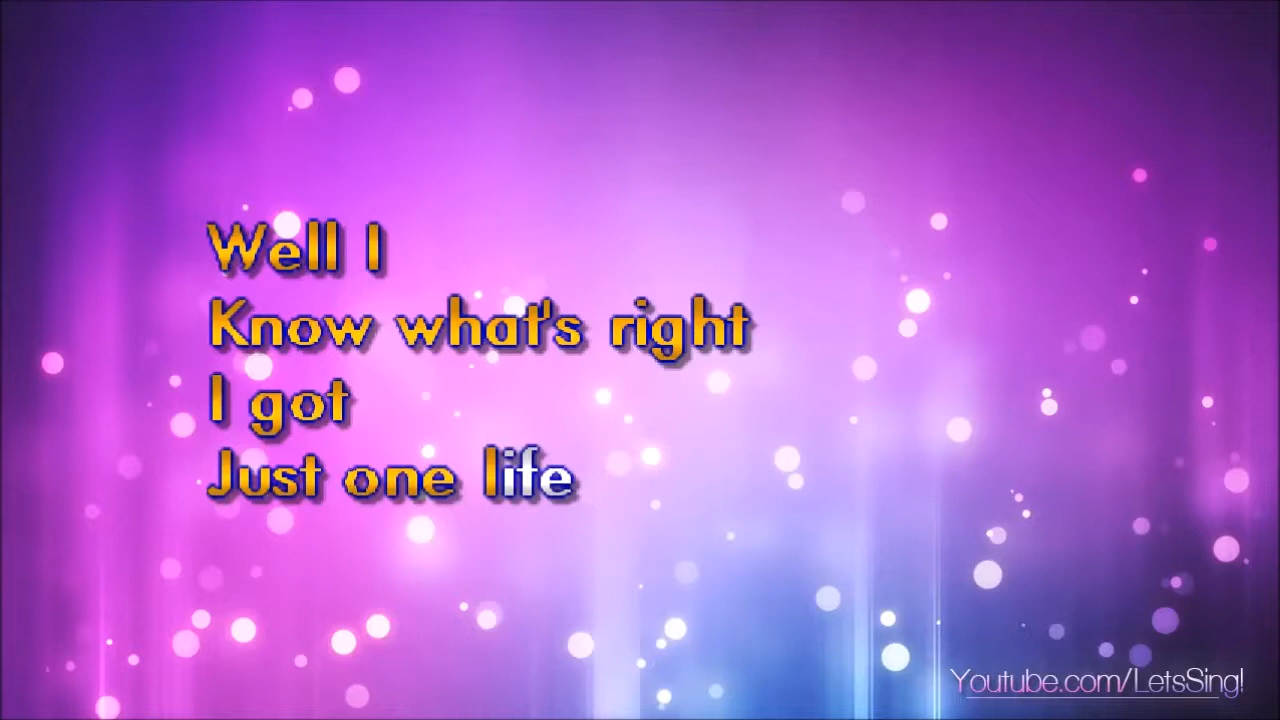 Well I
Know what's right
I got
Just one life
Youtube.com/LetsSing!